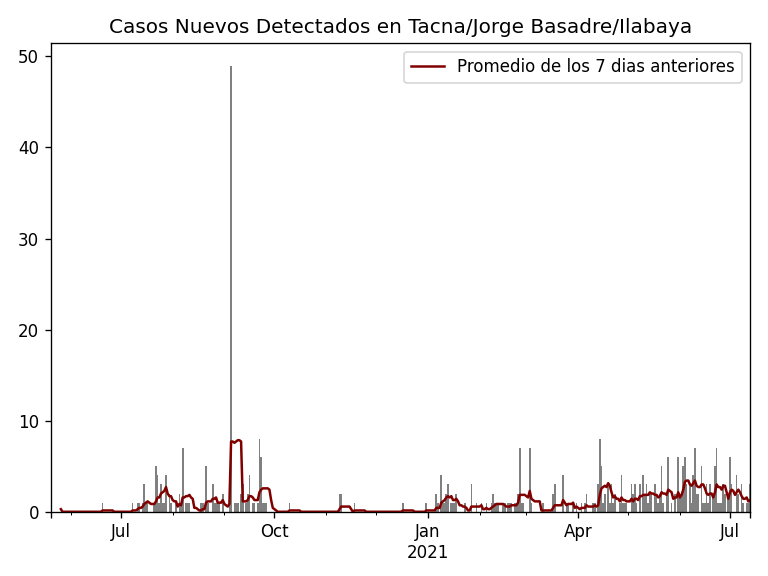 Casos Nuevos Detectados en Tacna/Jorge Basadre/Ilabaya
Promedio de los 7 dias anteriores
50
40
30
20
10
0
Jul
Oct
Jan
Apr
Jul
2021